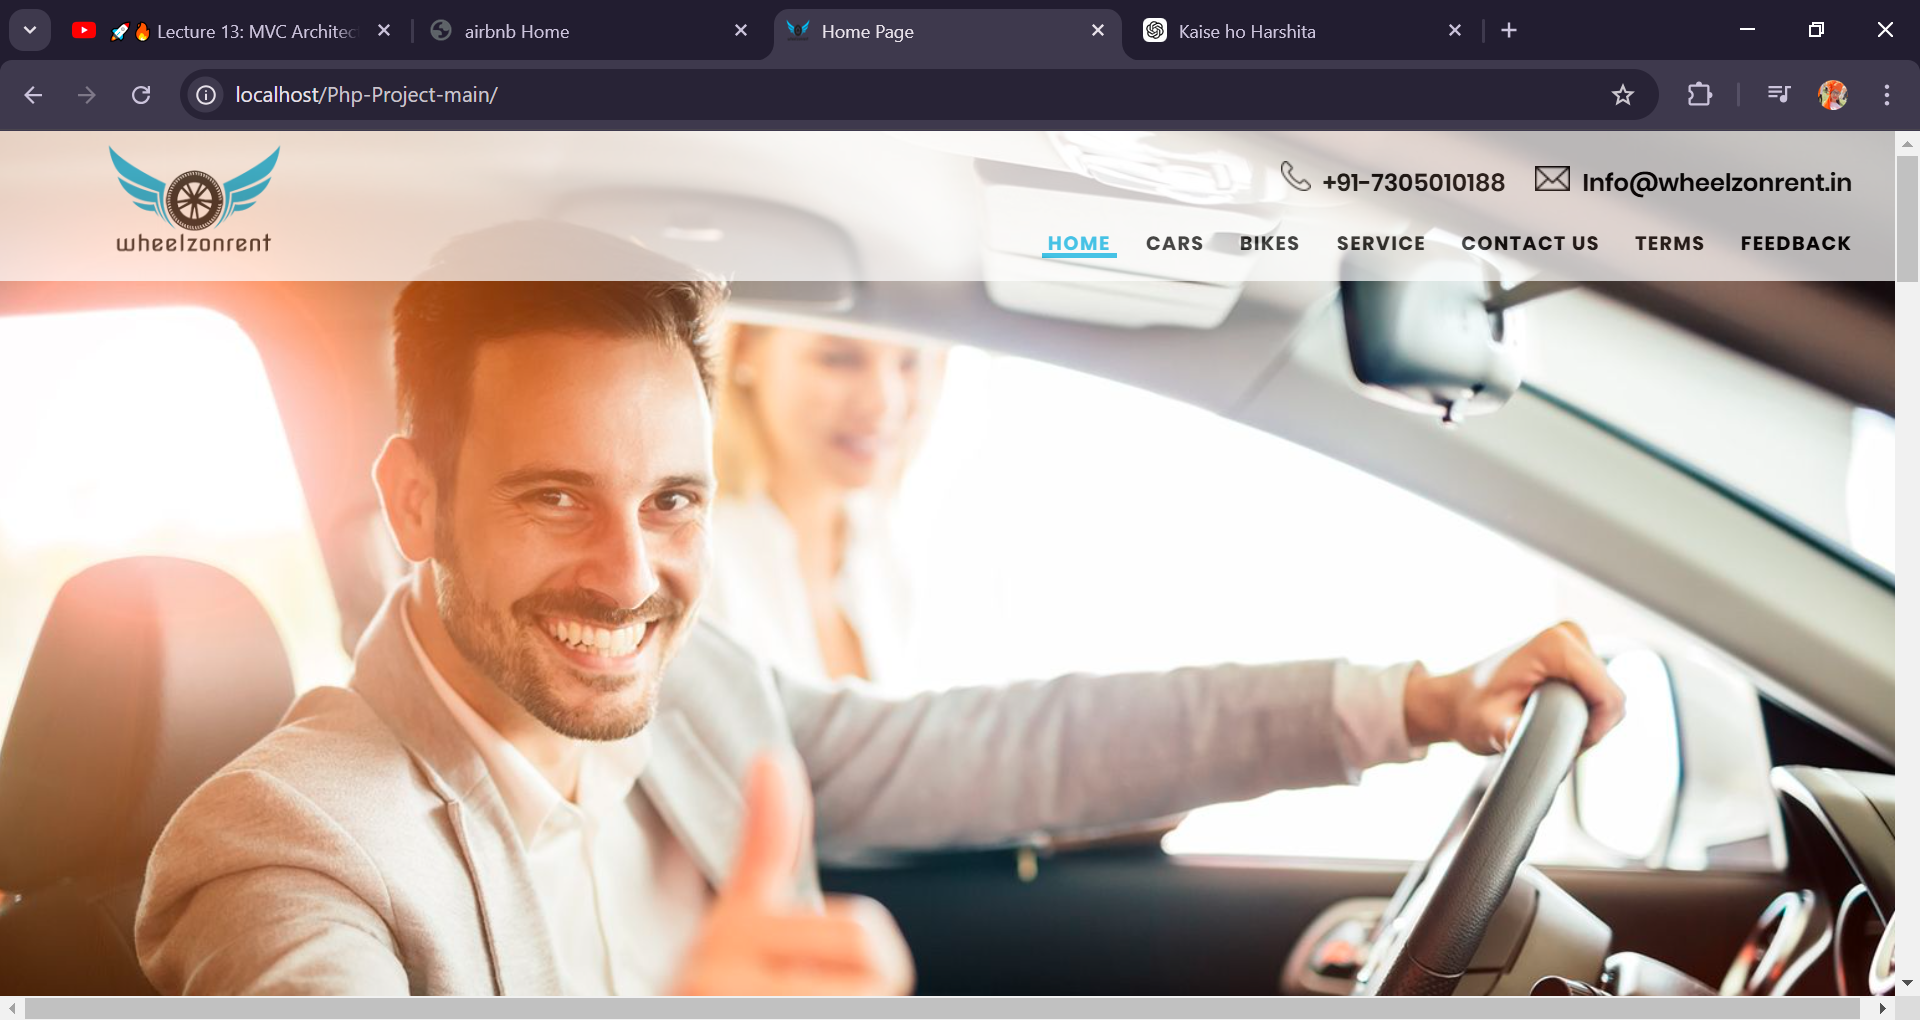 🚀🔥 Lecture 13: MVC Architec
airbnb Home
Home Page
Kaise ho Harshita
localhost/Php-Project-main/
wheelzonrent
+91-7305010188
Info@wheelzonrent.in
HOME CARS BIKES SERVICE CONTACT US TERMS FEEDBACK